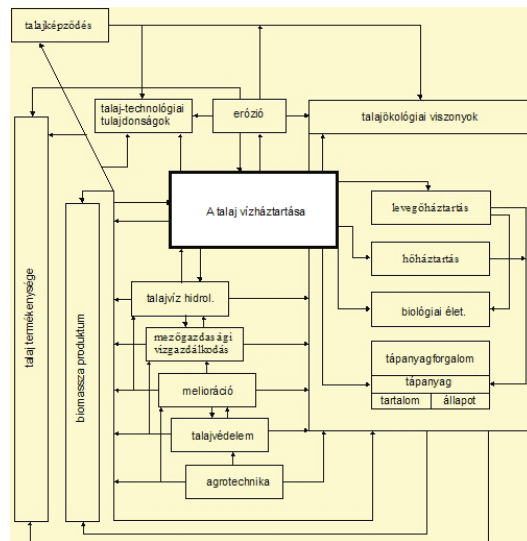 talajképződés
talaj-technológiai
tulajdonságok
erózió
talajökológiai viszonyok
A talaj vízháztartása
levegőháztartás
hőháztartás
biológiai élet.
tápanyagforgalom
tápanyag
tartalom
állapot
talajvíz hidrol.
mezőgazdasági
vízgazdálkodás
melioráció
talajvédelem
agrotechnika
talaj termékenysége
biomassza produktum